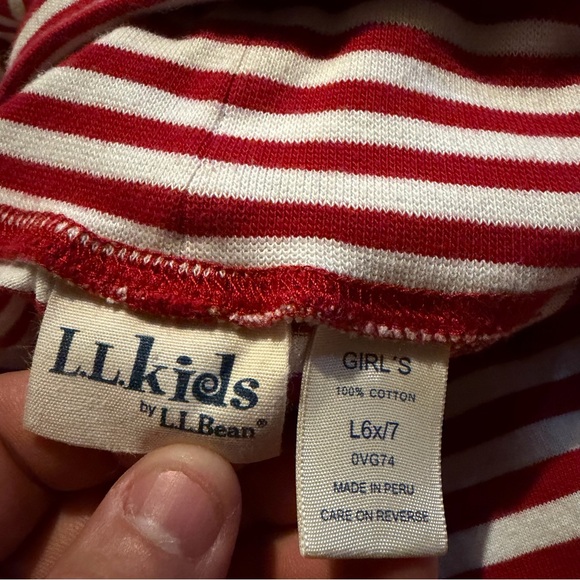 L.L.kids
by L.L.Bean®
GIRL'S
100% COTTON
L6x/7
0VG74
MADE IN PERU
CARE ON REVERSE